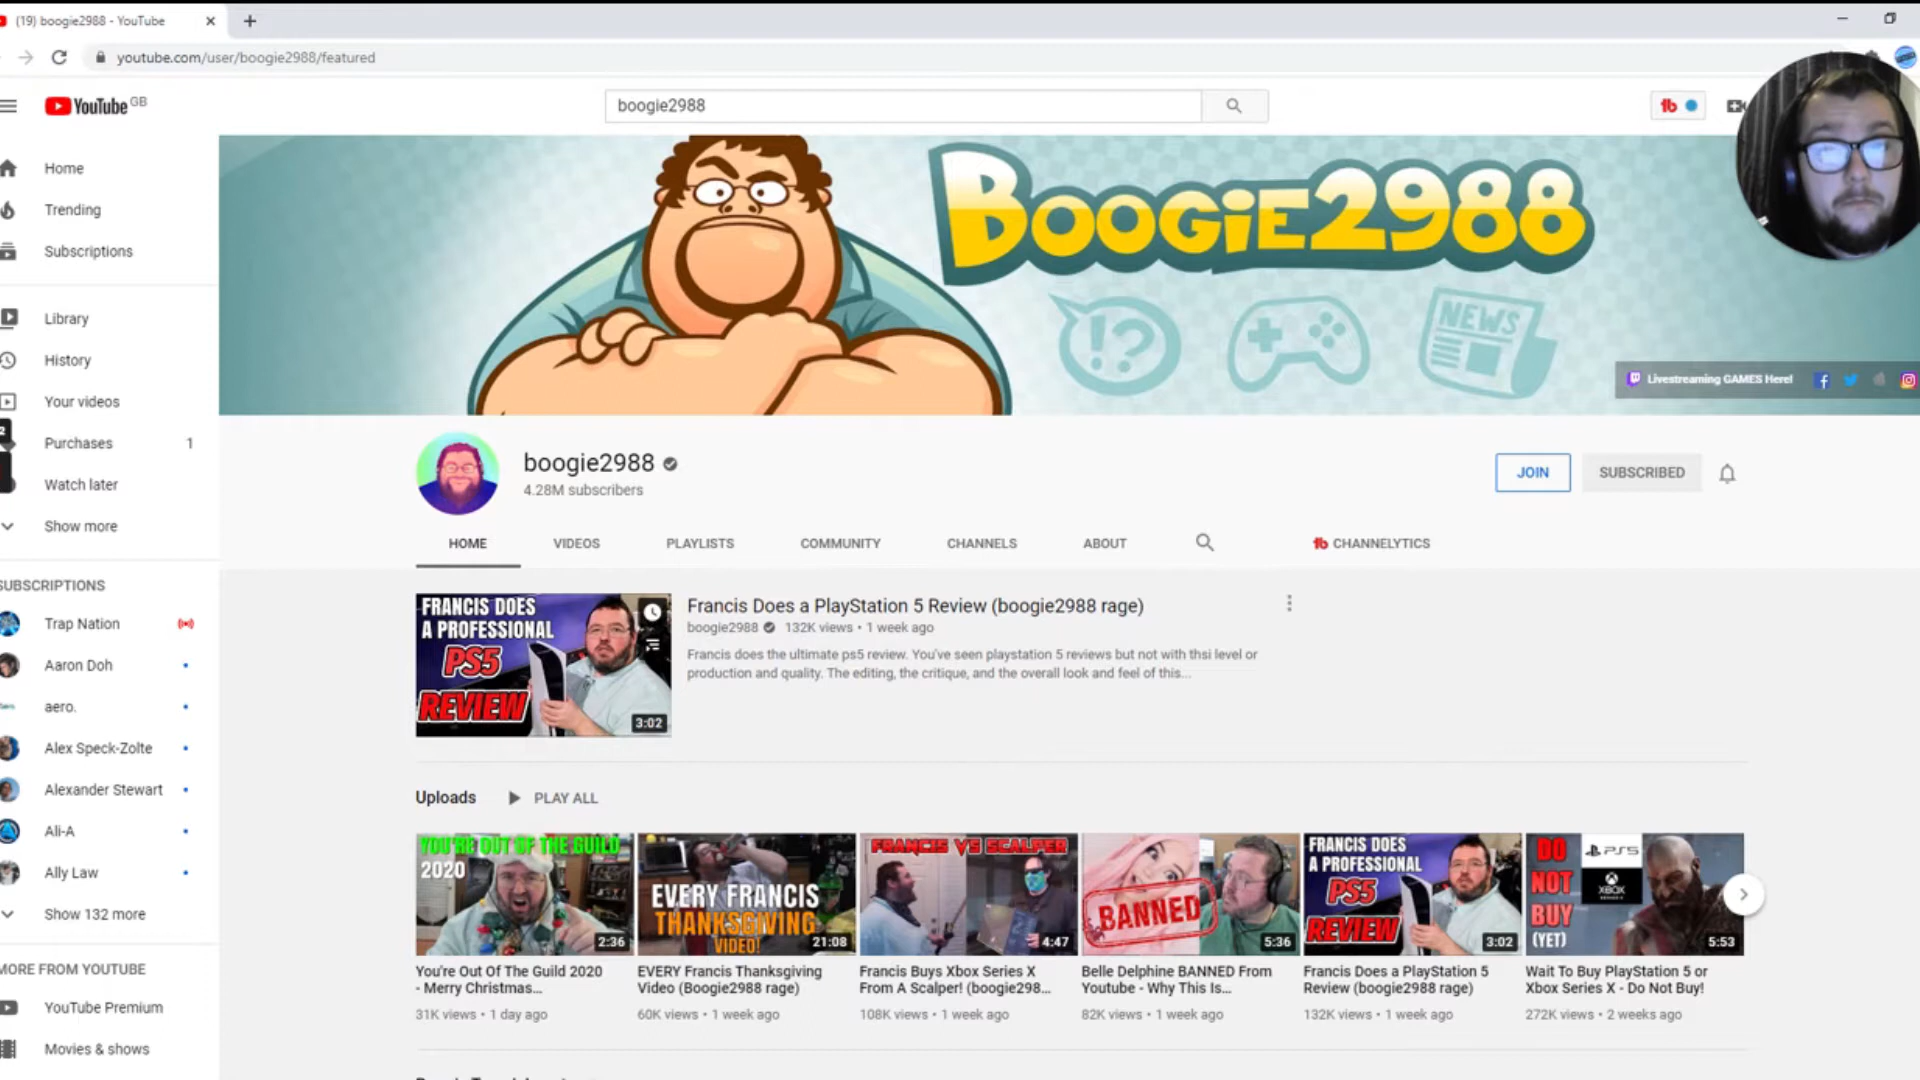 (19) boogie2988 - YouTube
youtube.com/user/boogie2988/featured
YouTube GB
boogie2988
Home
Trending
Subscriptions
Library
History
Your videos
Purchases 1
Watch later
Show more
SUBSCRIPTIONS
Trap Nation
Aaron Doh
aero.
Alex Speck-Zolte
Alexander Stewart
Ali-A
Ally Law
Show 132 more
MORE FROM YOUTUBE
YouTube Premium
Movies & shows
BOOGiE2988
!?
NEWS
Livestreaming GAMES Here!
boogie2988
4.28M subscribers
JOIN
SUBSCRIBED
HOME VIDEOS PLAYLISTS COMMUNITY CHANNELS ABOUT CHANNELYTICS
FRANCIS DOES
A PROFESSIONAL
PS5
REVIEW
3:02
Francis Does a PlayStation 5 Review (boogie2988 rage)
boogie2988 132K views • 1 week ago
Francis does the ultimate ps5 review. You've seen playstation 5 reviews but not with thsi level or
production and quality. The editing, the critique, and the overall look and feel of this...
Uploads PLAY ALL
YOU'RE OUT OF THE GUILD
2020
2:36
You're Out Of The Guild 2020
- Merry Christmas...
31K views • 1 day ago
EVERY FRANCIS
THANKSGIVING
VIDEO!
21:08
EVERY Francis Thanksgiving
Video (Boogie2988 rage)
60K views • 1 week ago
FRANCIS VS SCALPER
4:47
Francis Buys Xbox Series X
From A Scalper! (boogie298...
108K views • 1 week ago
BANNED
5:36
Belle Delphine BANNED From
Youtube - Why This Is...
82K views • 1 week ago
FRANCIS DOES
A PROFESSIONAL
PS5
REVIEW
3:02
Francis Does a PlayStation 5
Review (boogie2988 rage)
132K views • 1 week ago
DO
NOT
BUY
(YET)
PS5
XBOX
5:53
Wait To Buy PlayStation 5 or
Xbox Series X - Do Not Buy!
272K views • 2 weeks ago